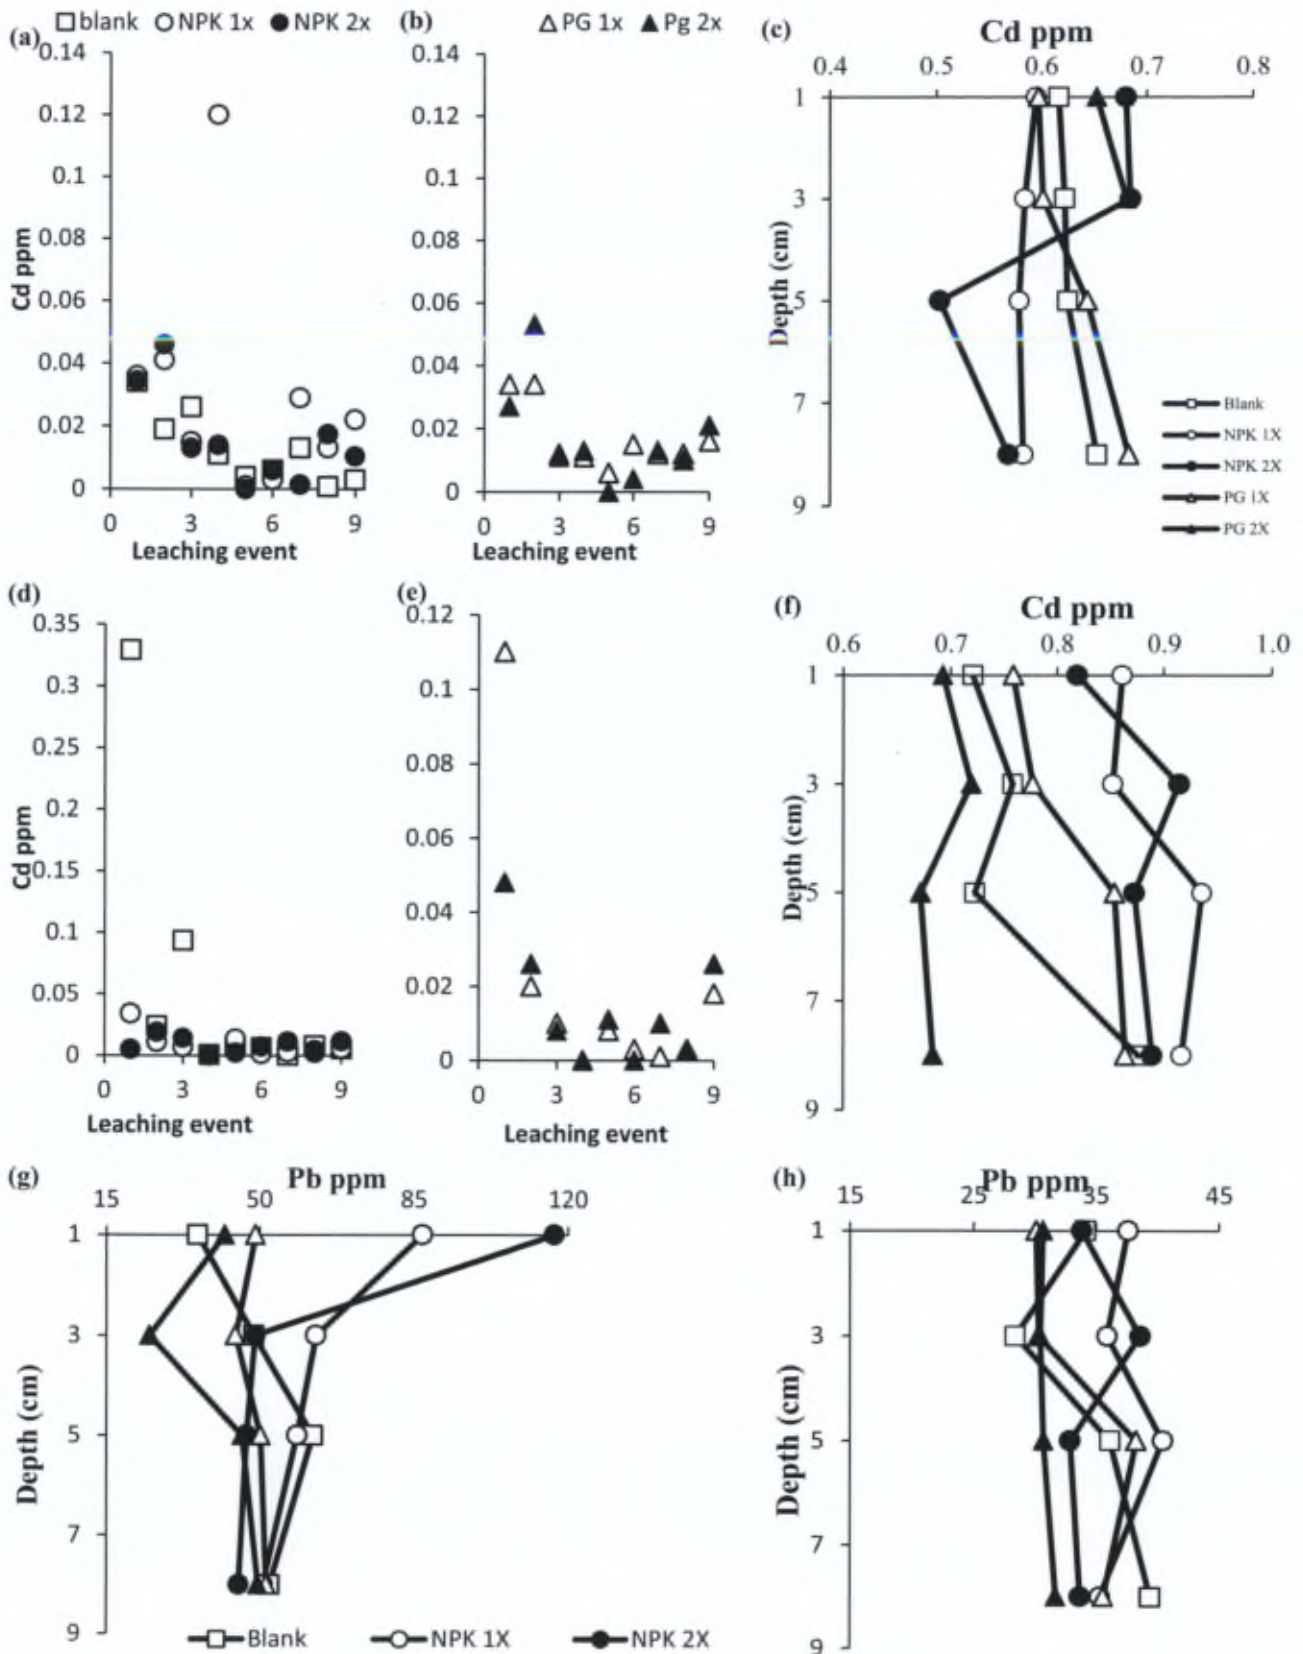 □ blank ○ NPK 1x ● NPK 2x
(a)
0.14
0.12
0.1
0.08
0.06
0.04
0.02
0
Cd ppm
0 3 6 9
Leaching event
(b)
△ PG 1x ▲ Pg 2x
0.14
0.12
0.1
0.08
0.06
0.04
0.02
0
0 3 6 9
Leaching event
(c)
Cd ppm
0.4 0.5 0.6 0.7 0.8
1
3
5
7
9
Depth (cm)
Blank
NPK 1X
NPK 2X
PG 1X
PG 2X
(d)
0.35
0.3
0.25
0.2
0.15
0.1
0.05
0
Cd ppm
0 3 6 9
Leaching event
(e)
0.12
0.1
0.08
0.06
0.04
0.02
0
0 3 6 9
Leaching event
(f)
Cd ppm
0.6 0.7 0.8 0.9 1.0
1
3
5
7
9
Depth (cm)
(g)
Pb ppm
15 50 85 120
1
3
5
7
9
Depth (cm)
Blank NPK 1X NPK 2X
(h)
Pb ppm
15 25 35 45
1
3
5
7
9
Depth (cm)